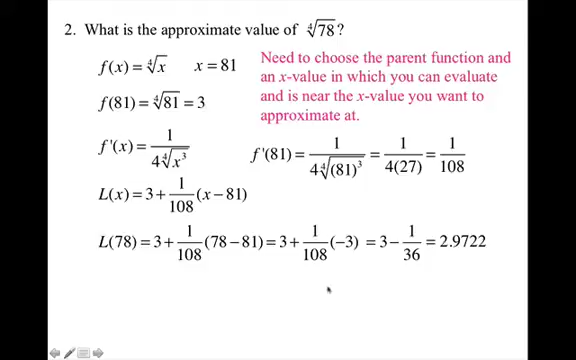 2. What is the approximate value of ∜78?
f(x) = ∜x   x = 81
Need to choose the parent function and
an x-value in which you can evaluate
and is near the x-value you want to
approximate at.
f(81) = ∜81 = 3
f'(x) = 1/(4∜x³)   f'(81) = 1/(4∜(81)³) = 1/(4(27)) = 1/108
L(x) = 3 + 1/108 (x − 81)
L(78) = 3 + 1/108 (78 − 81) = 3 + 1/108 (−3) = 3 − 1/36 = 2.9722